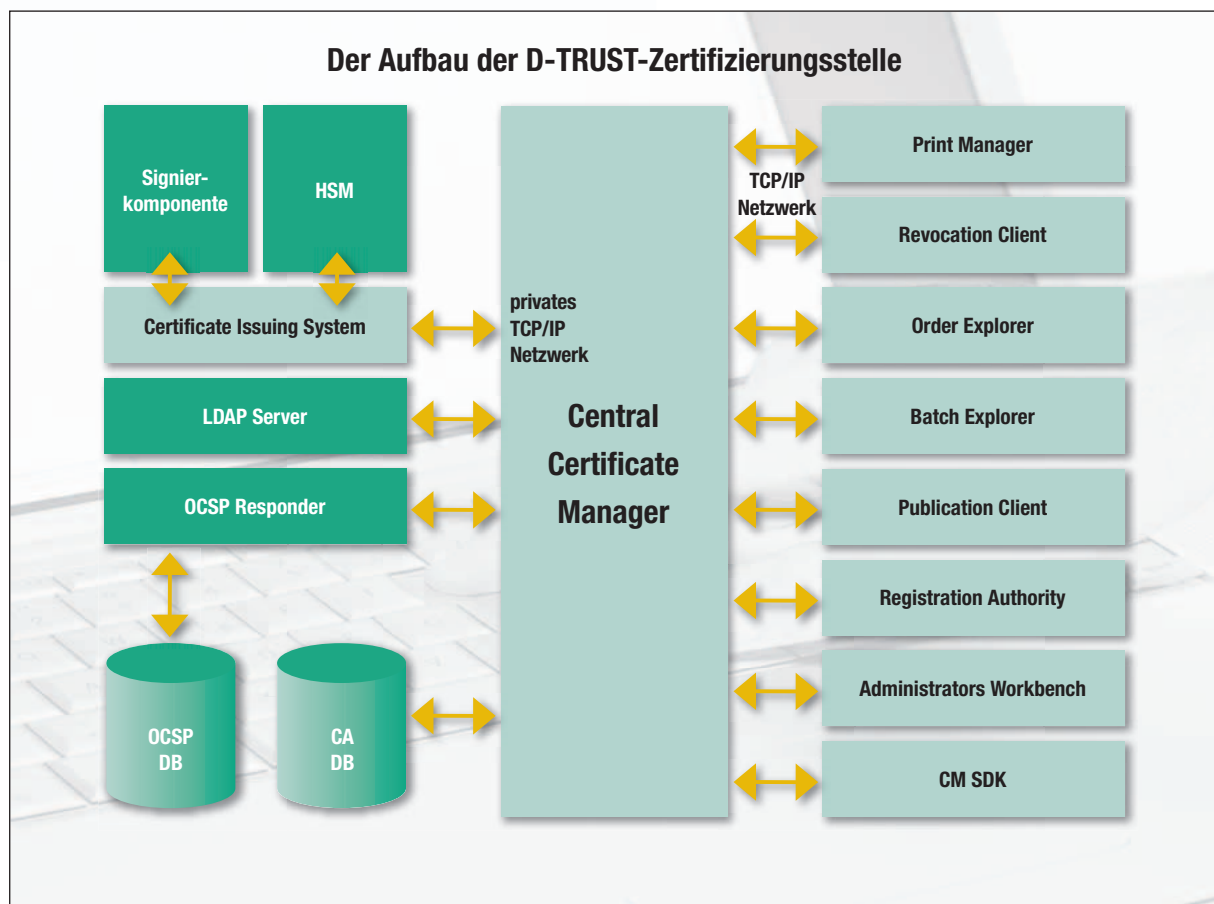 Der Aufbau der D-TRUST-Zertifizierungsstelle
Signier-
komponente
HSM
Certificate Issuing System
LDAP Server
OCSP Responder
OCSP
DB
CA
DB
privates
TCP/IP
Netzwerk
Central
Certificate
Manager
TCP/IP
Netzwerk
Print Manager
Revocation Client
Order Explorer
Batch Explorer
Publication Client
Registration Authority
Administrators Workbench
CM SDK